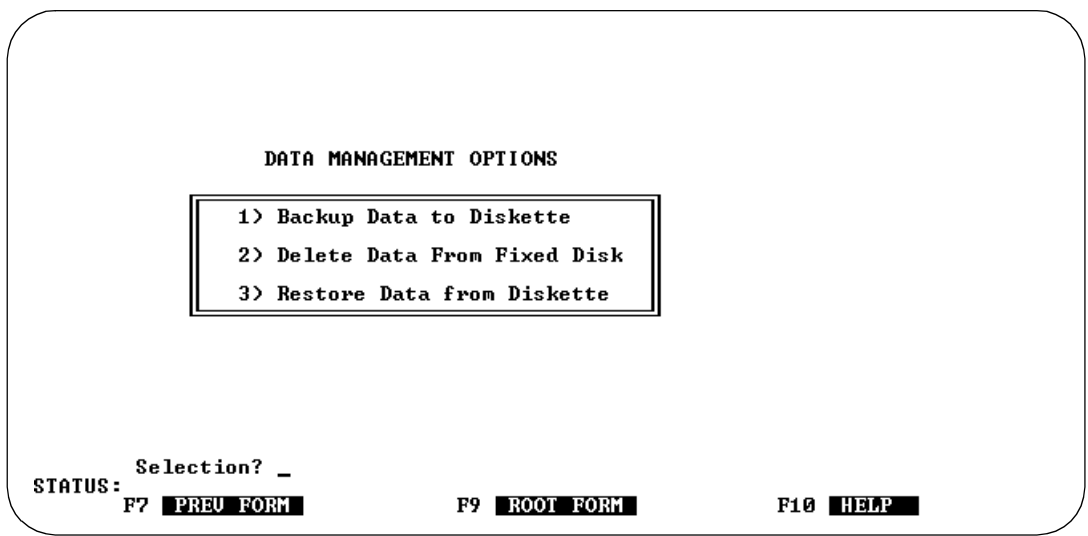 DATA MANAGEMENT OPTIONS
1) Backup Data to Diskette
2) Delete Data From Fixed Disk
3) Restore Data from Diskette
Selection? _
STATUS:
F7 PREV FORM F9 ROOT FORM F10 HELP